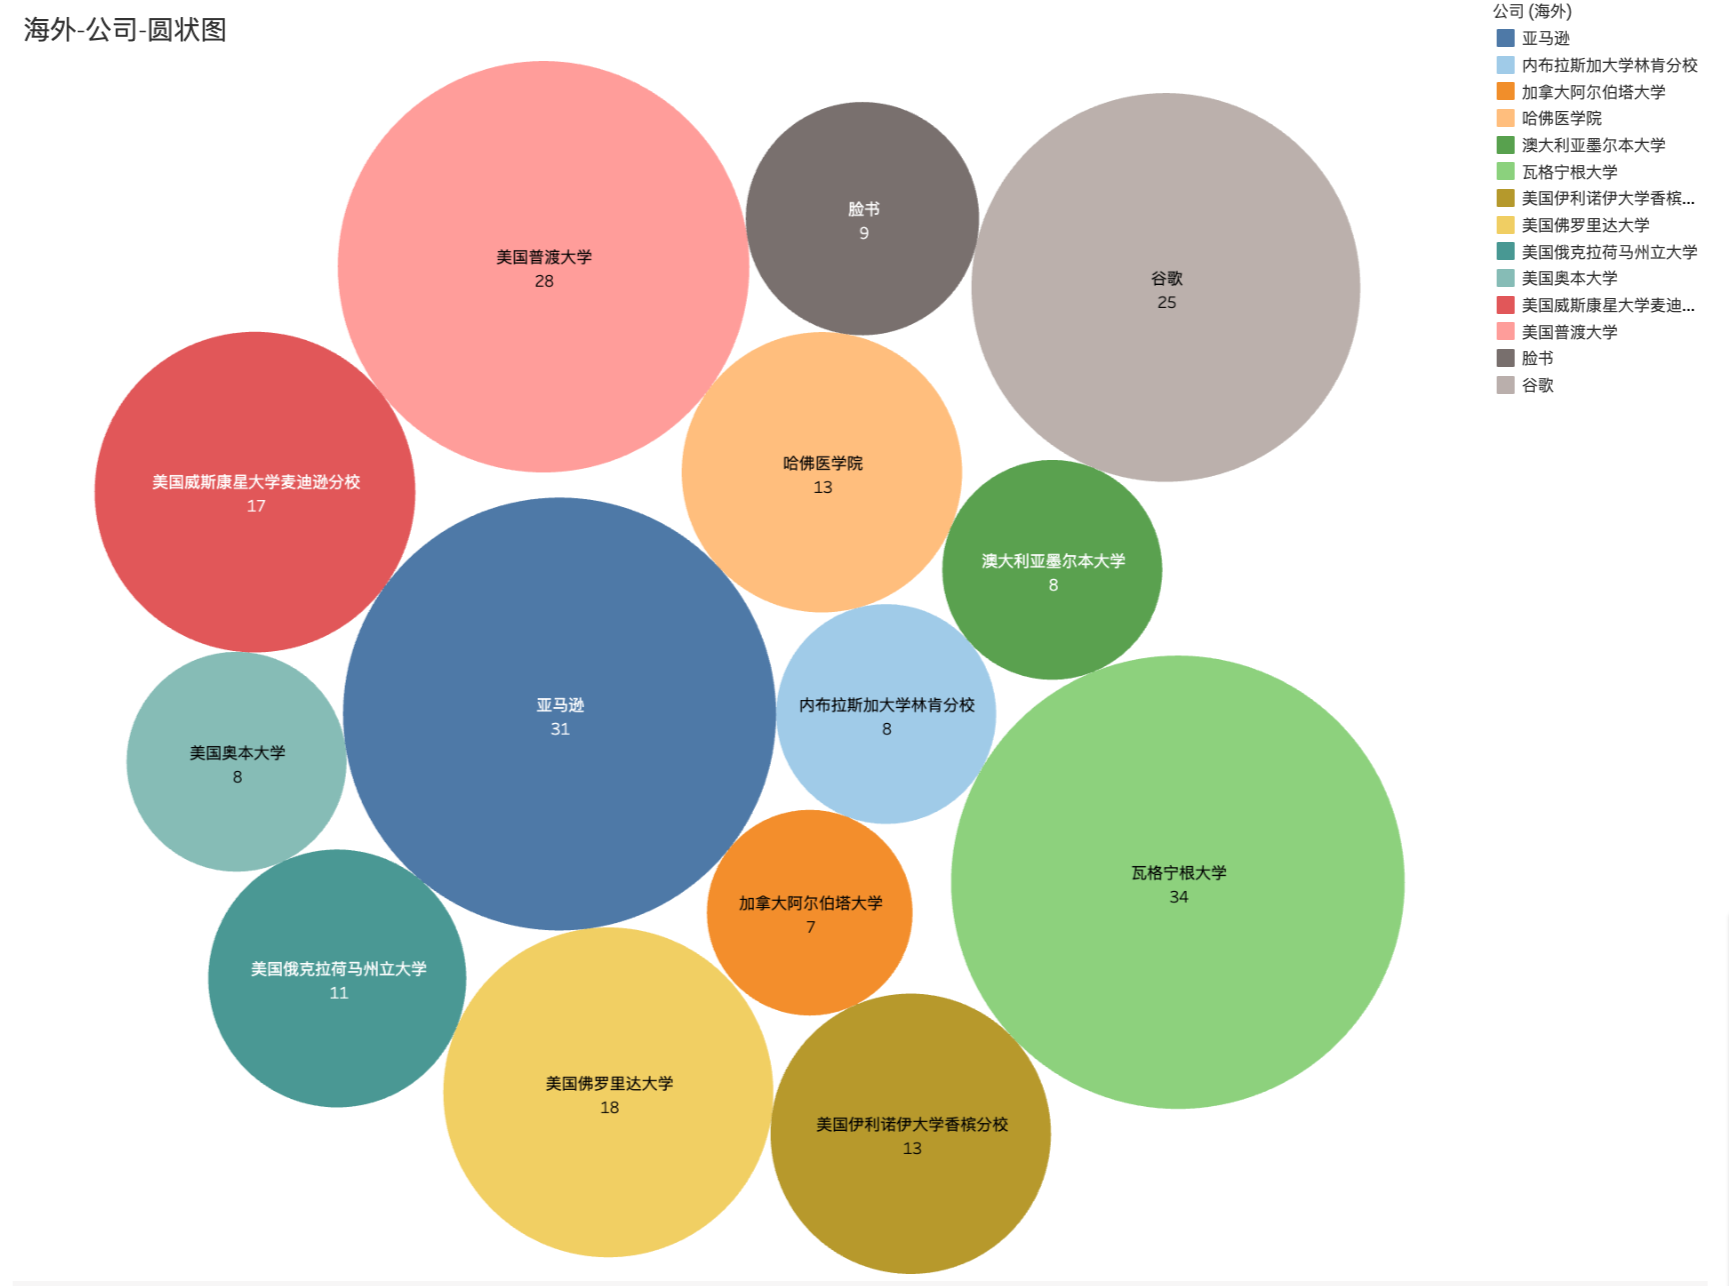 海外-公司-圆状图
美国普渡大学
28
脸书
9
谷歌
25
美国威斯康星大学麦迪逊分校
17
哈佛医学院
13
澳大利亚墨尔本大学
8
亚马逊
31
内布拉斯加大学林肯分校
8
美国奥本大学
8
瓦格宁根大学
34
加拿大阿尔伯塔大学
7
美国俄克拉荷马州立大学
11
美国佛罗里达大学
18
美国伊利诺伊大学香槟分校
13
公司 (海外)
亚马逊
内布拉斯加大学林肯分校
加拿大阿尔伯塔大学
哈佛医学院
澳大利亚墨尔本大学
瓦格宁根大学
美国伊利诺伊大学香槟...
美国佛罗里达大学
美国俄克拉荷马州立大学
美国奥本大学
美国威斯康星大学麦迪...
美国普渡大学
脸书
谷歌